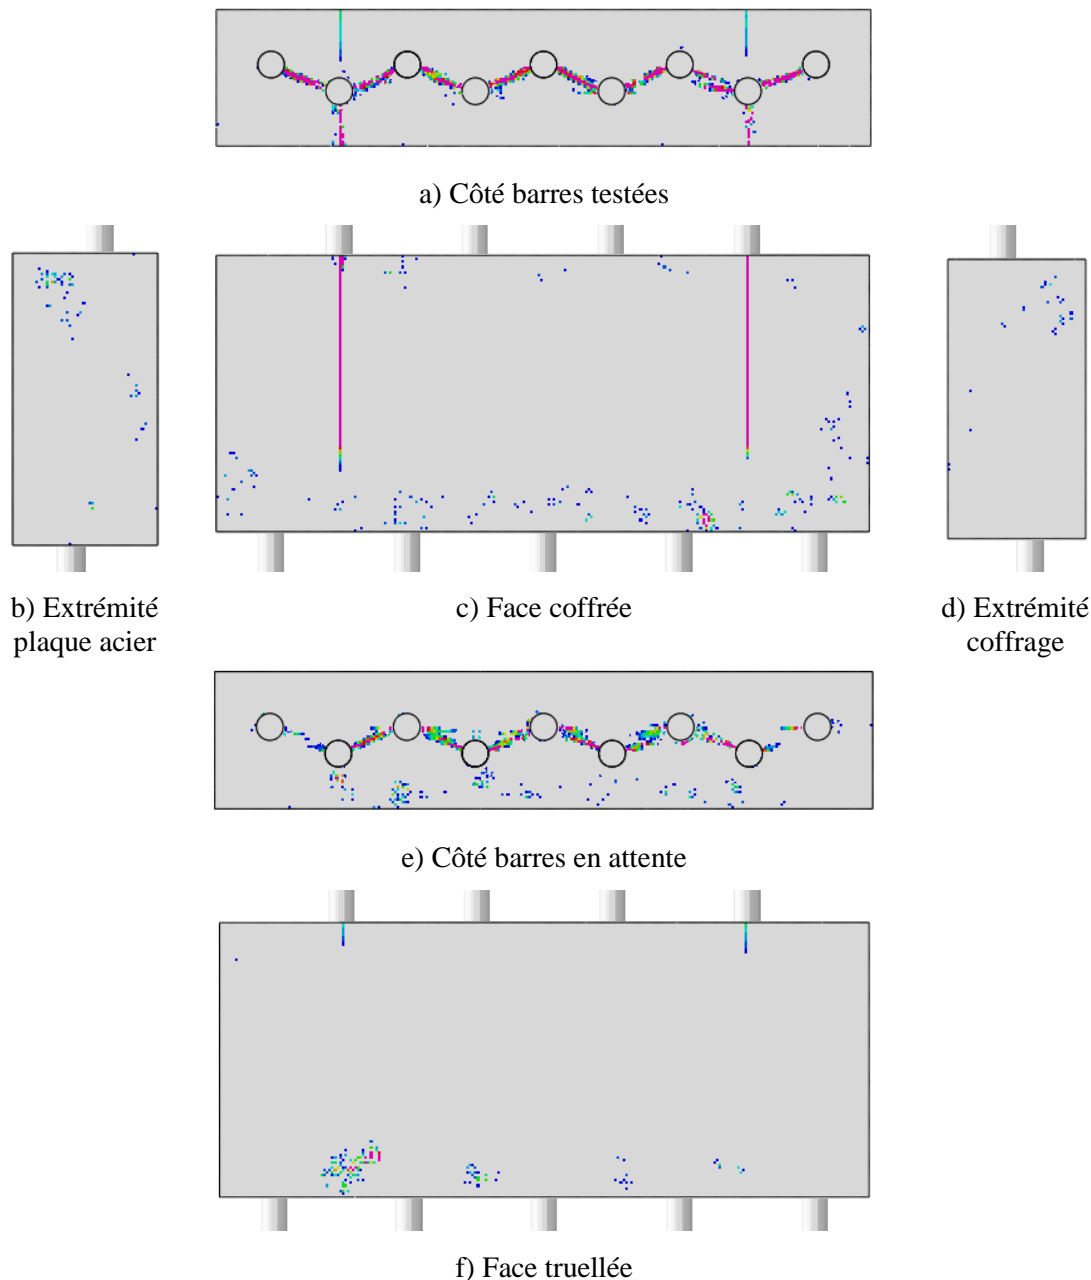 a) Côté barres testées
b) Extrémité
plaque acier
c) Face coffrée
d) Extrémité
coffrage
e) Côté barres en attente
f) Face truellée